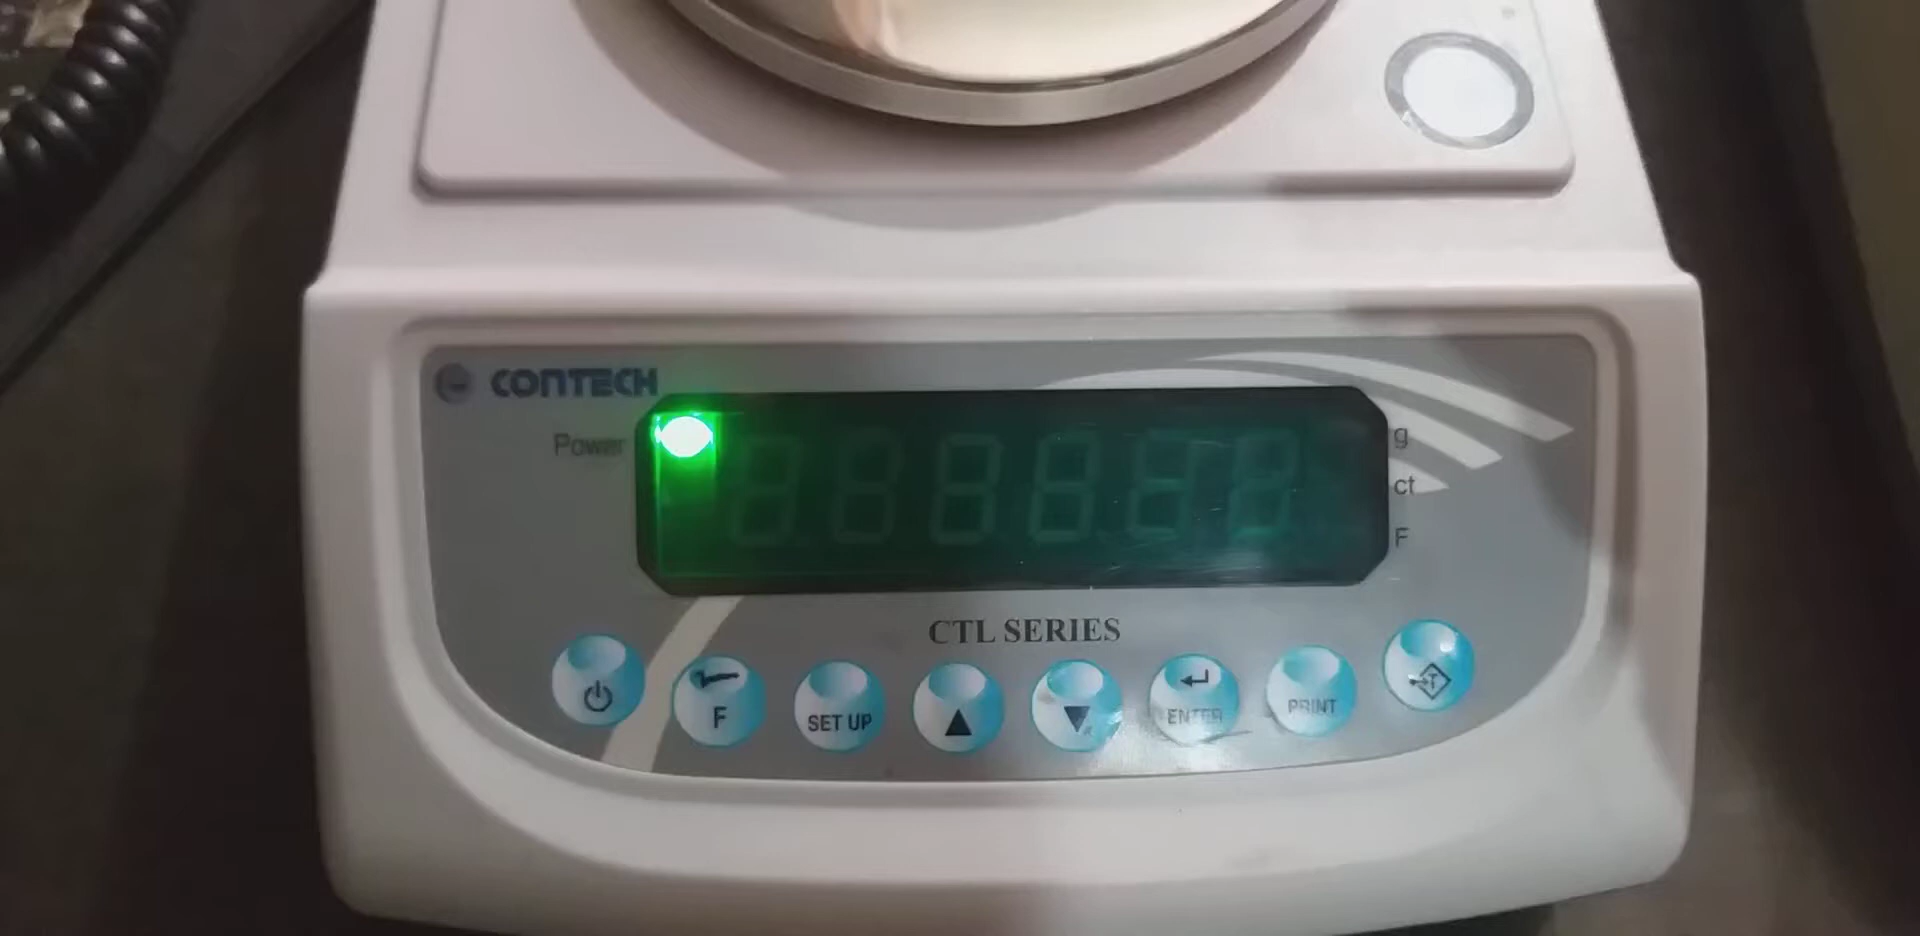 CONTECH
Power
g
ct
F
CTL SERIES
F
SET UP
ENTER
PRINT
T